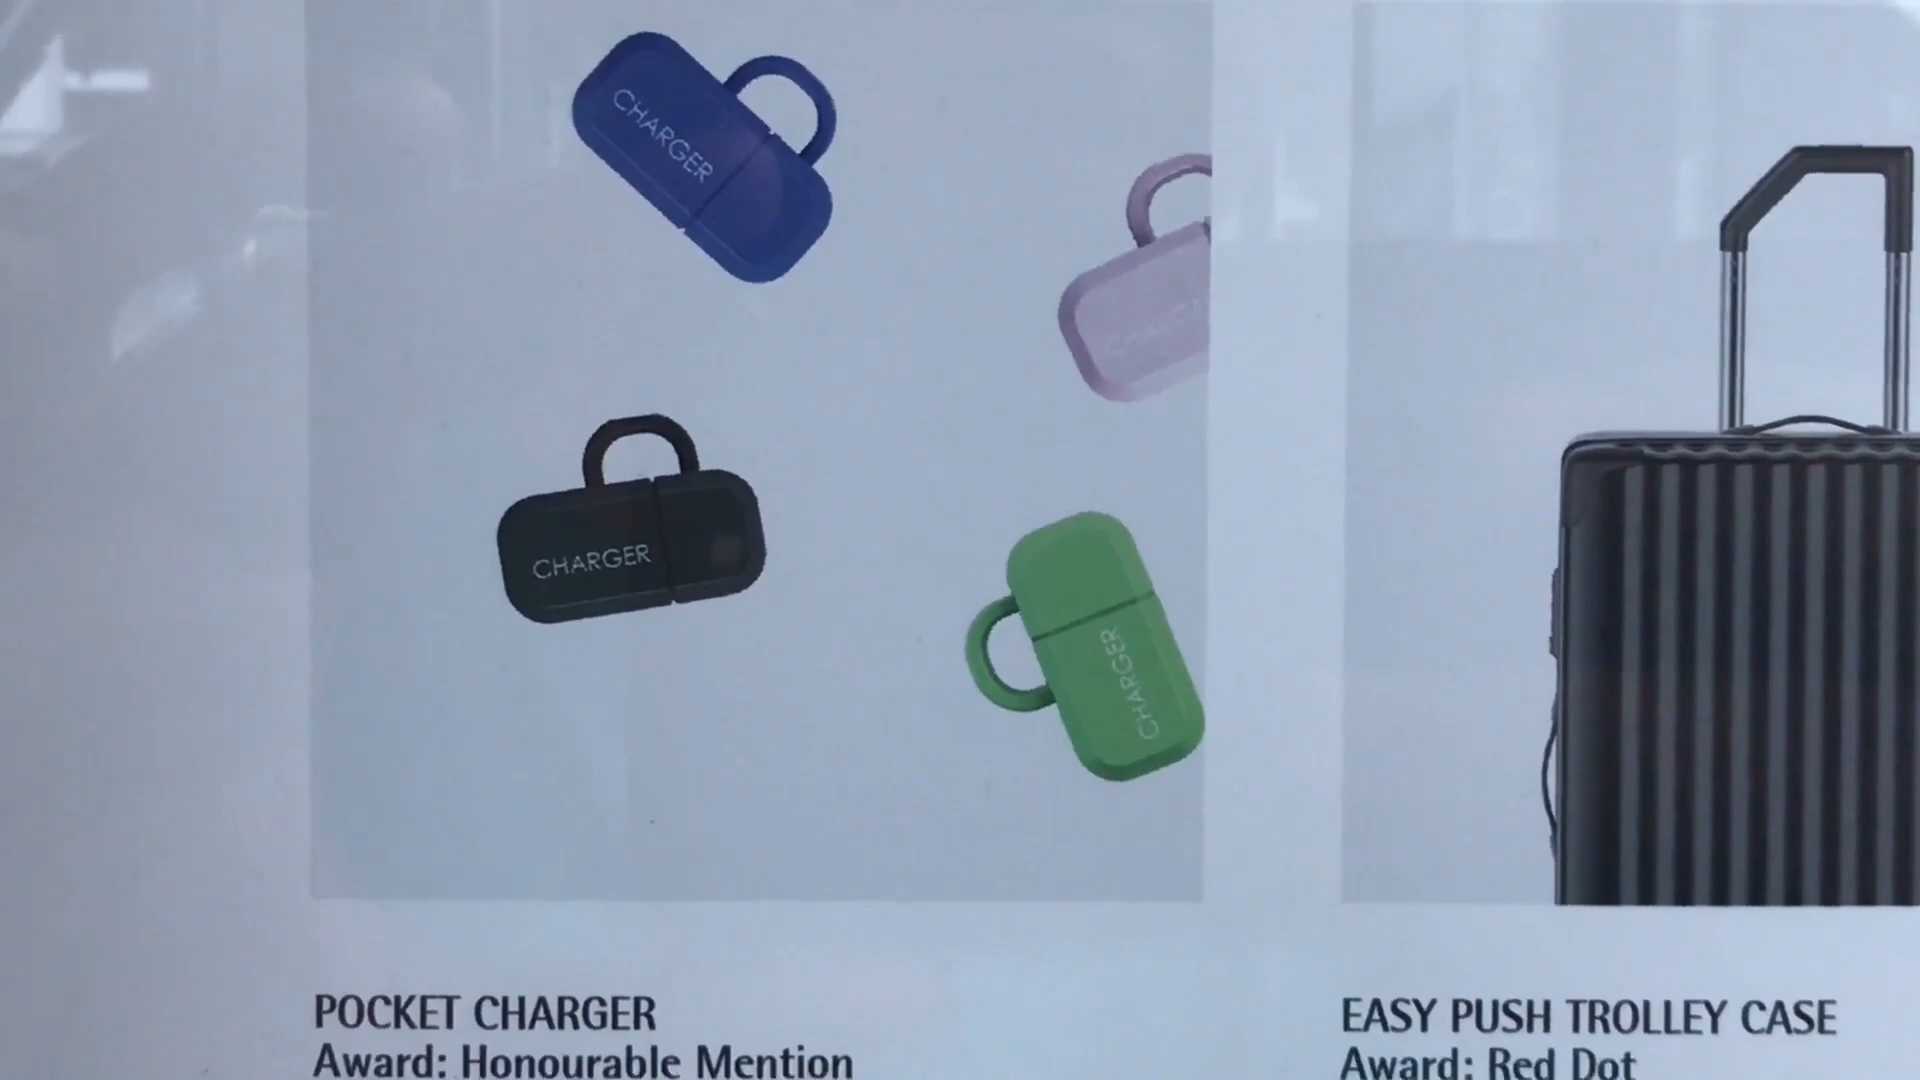 CHARGER
CHARGER
CHARGER
POCKET CHARGER
Award: Honourable Mention
EASY PUSH TROLLEY CASE
Award: Red Dot